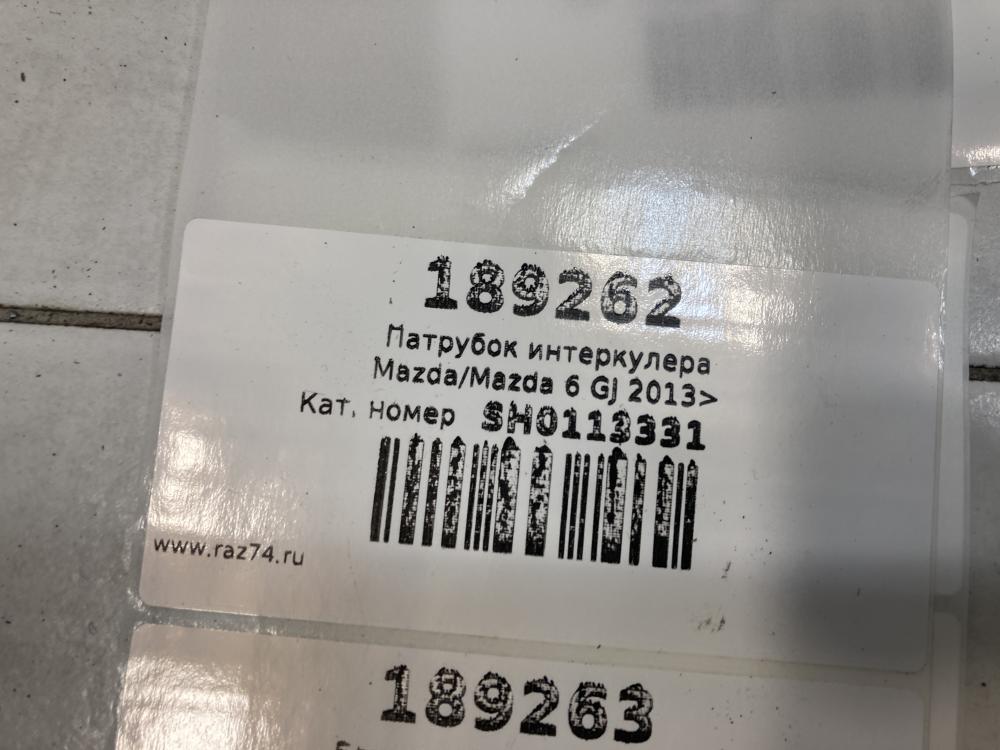 189262
Патрубок интеркулера
Mazda/Mazda 6 GJ 2013>
Кат. номер SH0113331
www.raz74.ru
189263